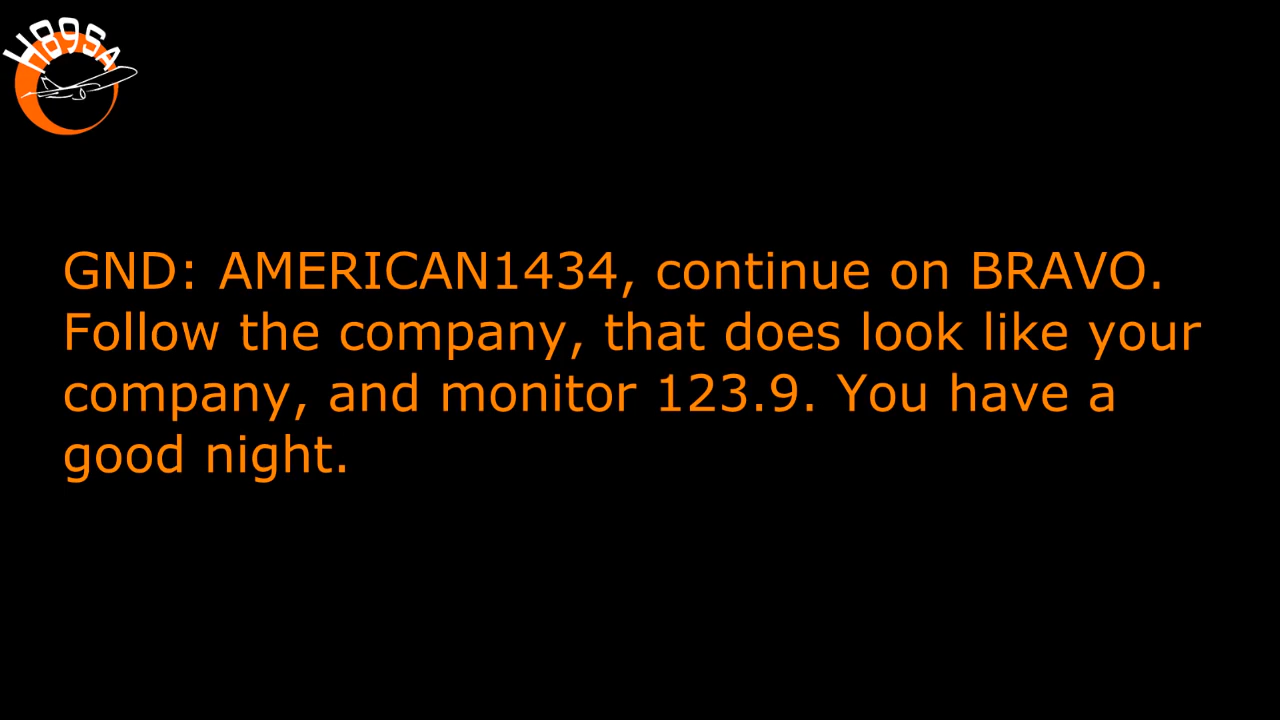 H89SA
GND: AMERICAN1434, continue on BRAVO.
Follow the company, that does look like your
company, and monitor 123.9. You have a
good night.